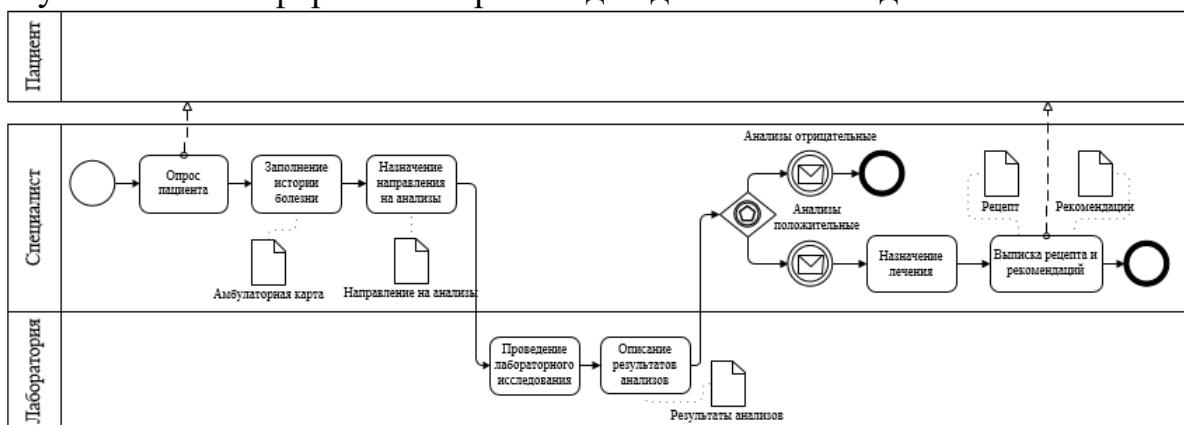 Пациент
Специалист
Лаборатория
Опрос
пациента
Заполнение
истории
болезни
Назначение
направления
на анализы
Амбулаторная карта
Направление на анализы
Проведение
лабораторного
исследования
Описание
результатов
анализов
Результаты анализов
Анализы отрицательные
Анализы
положительные
Назначение
лечения
Рецепт
Рекомендации
Выписка рецепта и
рекомендаций